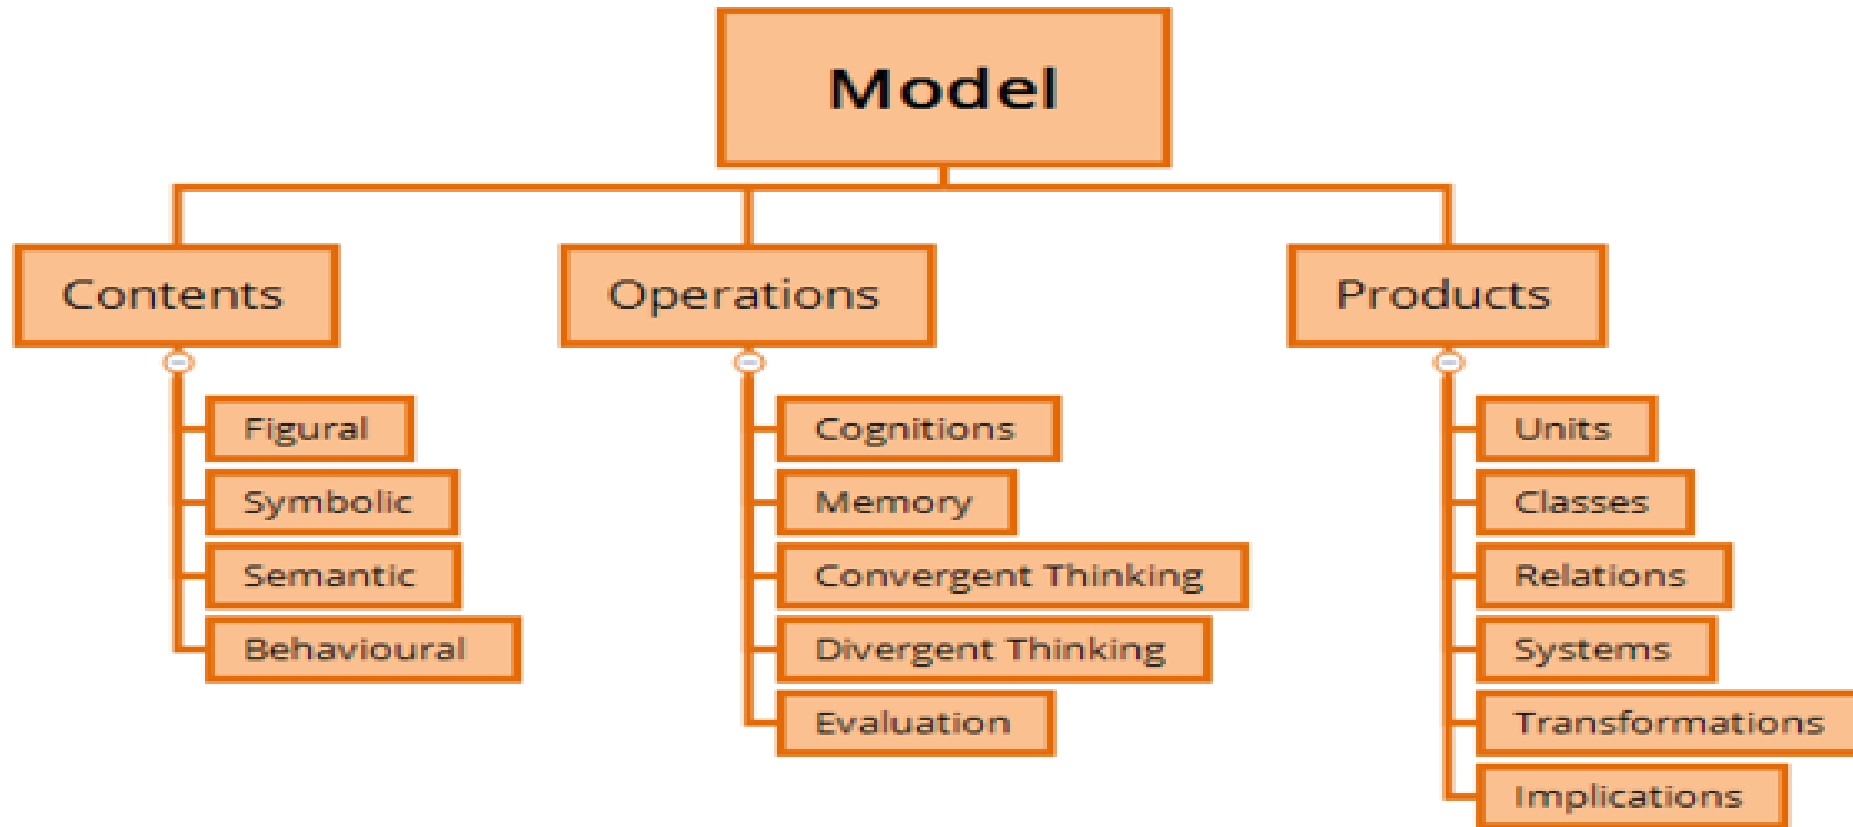 Model
Contents
Operations
Products
Figural
Symbolic
Semantic
Behavioural
Cognitions
Memory
Convergent Thinking
Divergent Thinking
Evaluation
Units
Classes
Relations
Systems
Transformations
Implications